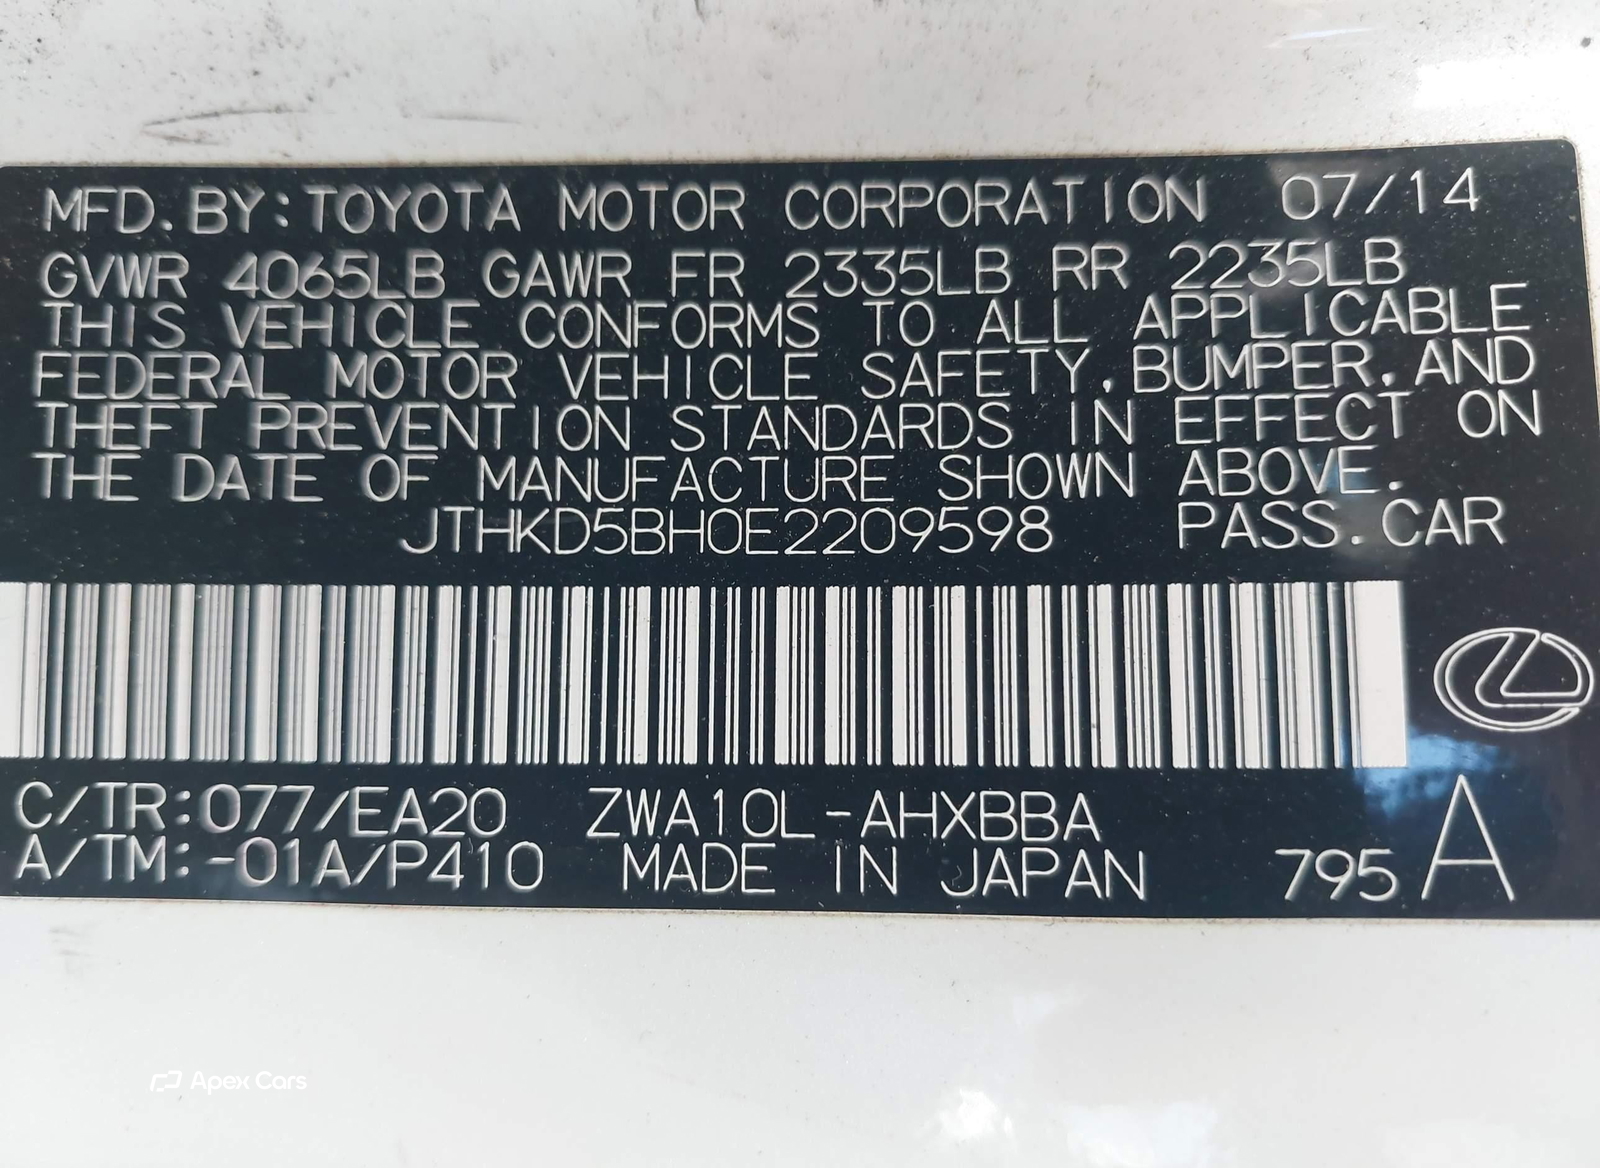 MFD. BY: TOYOTA MOTOR CORPORATION 07/14
GVWR 4065LB GAWR FR 2335LB RR 2235LB
THIS VEHICLE CONFORMS TO ALL APPLICABLE
FEDERAL MOTOR VEHICLE SAFETY, BUMPER, AND
THEFT PREVENTION STANDARDS IN EFFECT ON
THE DATE OF MANUFACTURE SHOWN ABOVE.
JTHKD5BH0E2209598 PASS. CAR
C/TR:077/EA20 ZWA10L-AHXBBA
A/TM:-01A/P410 MADE IN JAPAN 795 A
Apex Cars